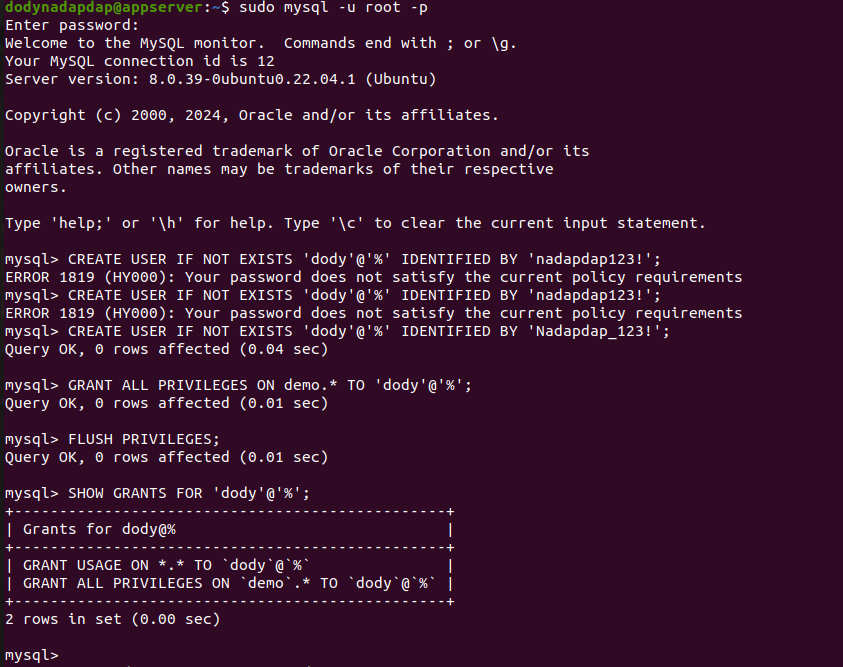 dodynadapdap@appserver:~$ sudo mysql -u root -p
Enter password:
Welcome to the MySQL monitor.  Commands end with ; or \g.
Your MySQL connection id is 12
Server version: 8.0.39-0ubuntu0.22.04.1 (Ubuntu)

Copyright (c) 2000, 2024, Oracle and/or its affiliates.

Oracle is a registered trademark of Oracle Corporation and/or its
affiliates. Other names may be trademarks of their respective
owners.

Type 'help;' or '\h' for help. Type '\c' to clear the current input statement.

mysql> CREATE USER IF NOT EXISTS 'dody'@'%' IDENTIFIED BY 'nadapdap123!';
ERROR 1819 (HY000): Your password does not satisfy the current policy requirements
mysql> CREATE USER IF NOT EXISTS 'dody'@'%' IDENTIFIED BY 'nadapdap123!';
ERROR 1819 (HY000): Your password does not satisfy the current policy requirements
mysql> CREATE USER IF NOT EXISTS 'dody'@'%' IDENTIFIED BY 'Nadapdap_123!';
Query OK, 0 rows affected (0.04 sec)

mysql> GRANT ALL PRIVILEGES ON demo.* TO 'dody'@'%';
Query OK, 0 rows affected (0.01 sec)

mysql> FLUSH PRIVILEGES;
Query OK, 0 rows affected (0.01 sec)

mysql> SHOW GRANTS FOR 'dody'@'%';
+------------------------------------------------+
| Grants for dody@%                              |
+------------------------------------------------+
| GRANT USAGE ON *.* TO `dody`@`%`               |
| GRANT ALL PRIVILEGES ON `demo`.* TO `dody`@`%` |
+------------------------------------------------+
2 rows in set (0.00 sec)

mysql>